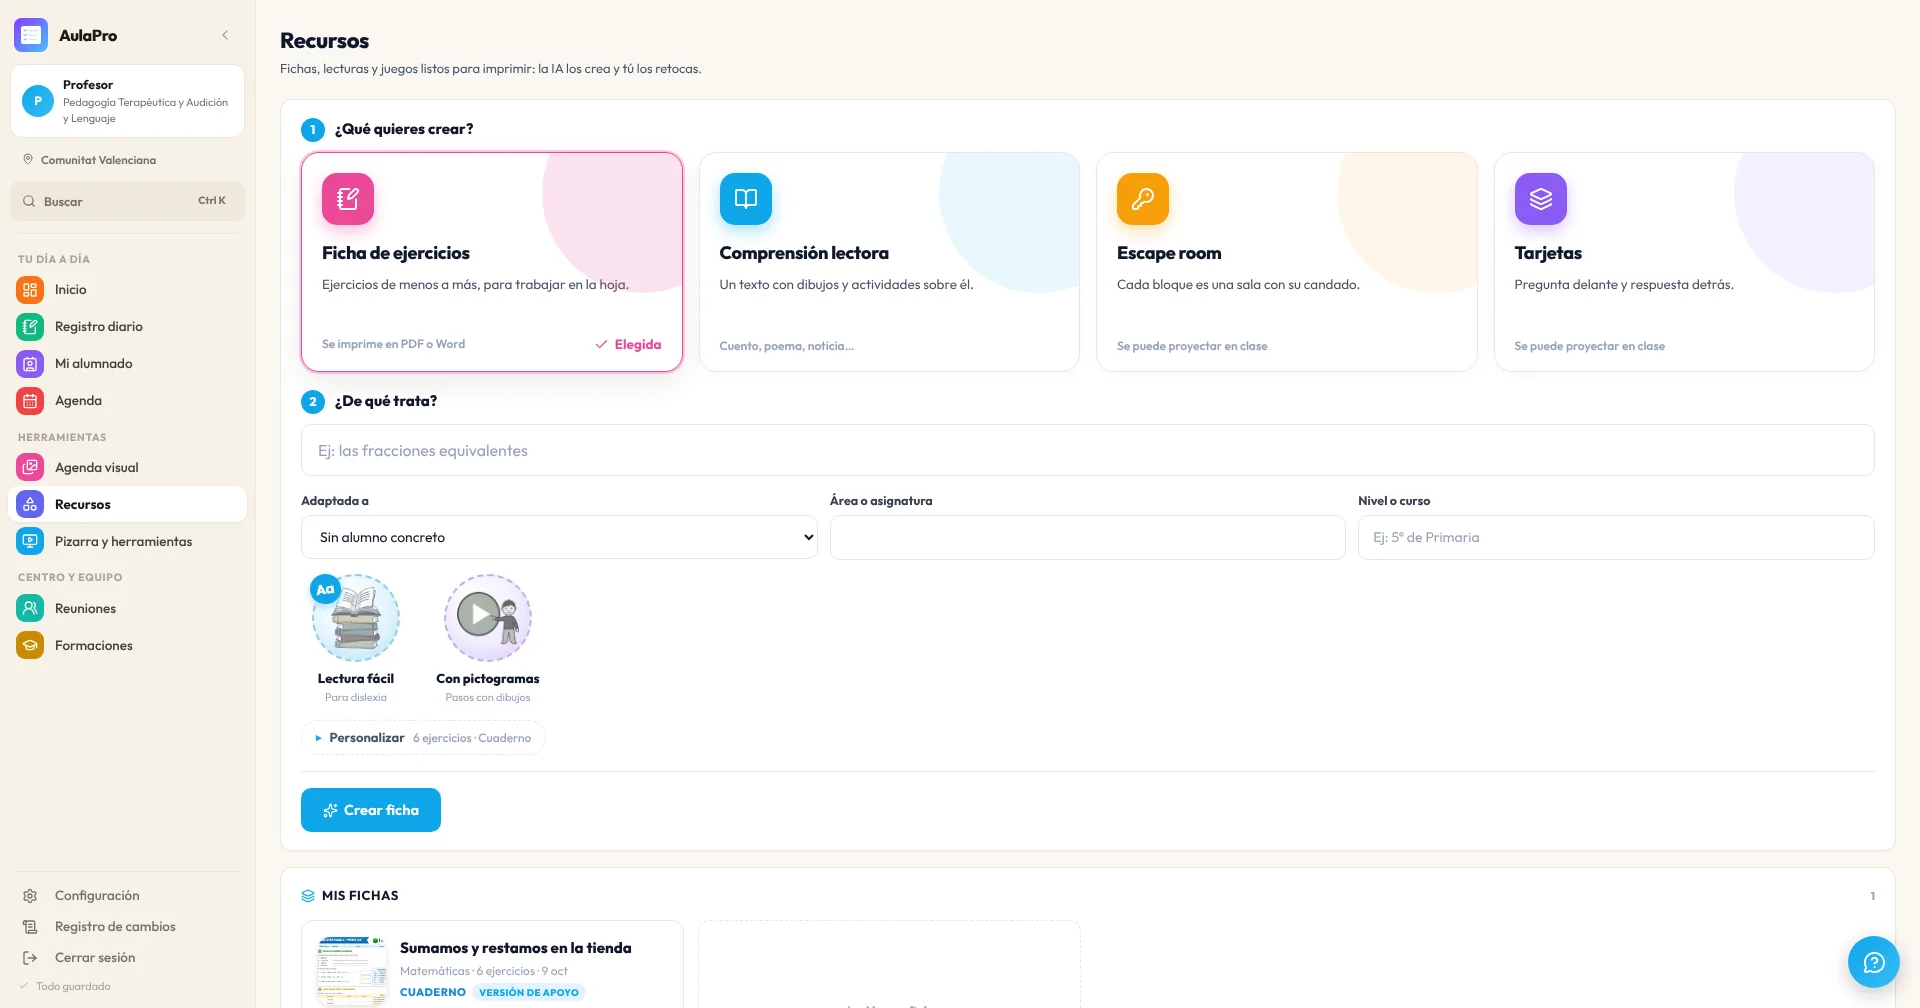 AulaPro
P
Profesor
Pedagogía Terapéutica y Audición
y Lenguaje
Comunitat Valenciana
Buscar
Ctrl K
TU DÍA A DÍA
Inicio
Registro diario
Mi alumnado
Agenda
HERRAMIENTAS
Agenda visual
Recursos
Pizarra y herramientas
CENTRO Y EQUIPO
Reuniones
Formaciones
Configuración
Registro de cambios
Cerrar sesión
Todo guardado
Recursos
Fichas, lecturas y juegos listos para imprimir: la IA los crea y tú los retocas.
1 ¿Qué quieres crear?
Ficha de ejercicios
Ejercicios de menos a más, para trabajar en la hoja.
Se imprime en PDF o Word
Elegida
Comprensión lectora
Un texto con dibujos y actividades sobre él.
Cuento, poema, noticia...
Escape room
Cada bloque es una sala con su candado.
Se puede proyectar en clase
Tarjetas
Pregunta delante y respuesta detrás.
Se puede proyectar en clase
2 ¿De qué trata?
Ej: las fracciones equivalentes
Adaptada a
Sin alumno concreto
Área o asignatura
Nivel o curso
Ej: 5º de Primaria
Aa
Lectura fácil
Para dislexia
Con pictogramas
Pasos con dibujos
Personalizar 6 ejercicios · Cuaderno
Crear ficha
MIS FICHAS
1
Sumamos y restamos en la tienda
Matemáticas · 6 ejercicios · 9 oct
CUADERNO VERSIÓN DE APOYO